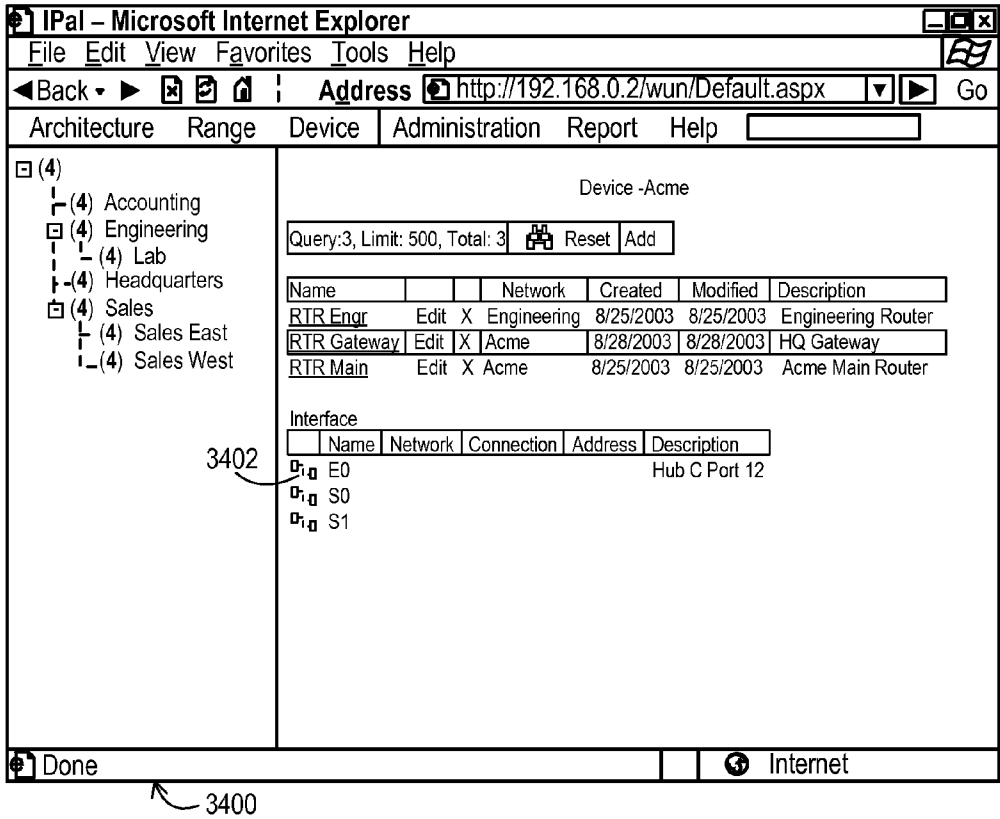 IPal – Microsoft Internet Explorer
File Edit View Favorites Tools Help
Back Address http://192.168.0.2/wun/Default.aspx Go
Architecture Range Device Administration Report Help
(4)
(4) Accounting
(4) Engineering
(4) Lab
(4) Headquarters
(4) Sales
(4) Sales East
(4) Sales West
Device -Acme
Query:3, Limit: 500, Total: 3 Reset Add
Name Network Created Modified Description
RTR Engr Edit X Engineering 8/25/2003 8/25/2003 Engineering Router
RTR Gateway Edit X Acme 8/28/2003 8/28/2003 HQ Gateway
RTR Main Edit X Acme 8/25/2003 8/25/2003 Acme Main Router
Interface
Name Network Connection Address Description
3402
E0 Hub C Port 12
S0
S1
Done Internet
3400